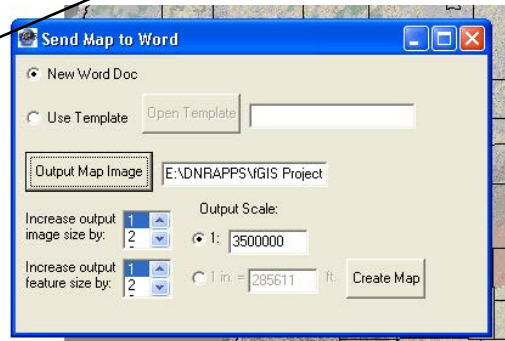 Send Map to Word
New Word Doc
Use Template
Open Template
Output Map Image
E:\DNRAPPS\fGIS Project
Increase output
image size by:
1
2
Output Scale:
1:
3500000
Increase output
feature size by:
1
2
1 in. =
285611
ft.
Create Map